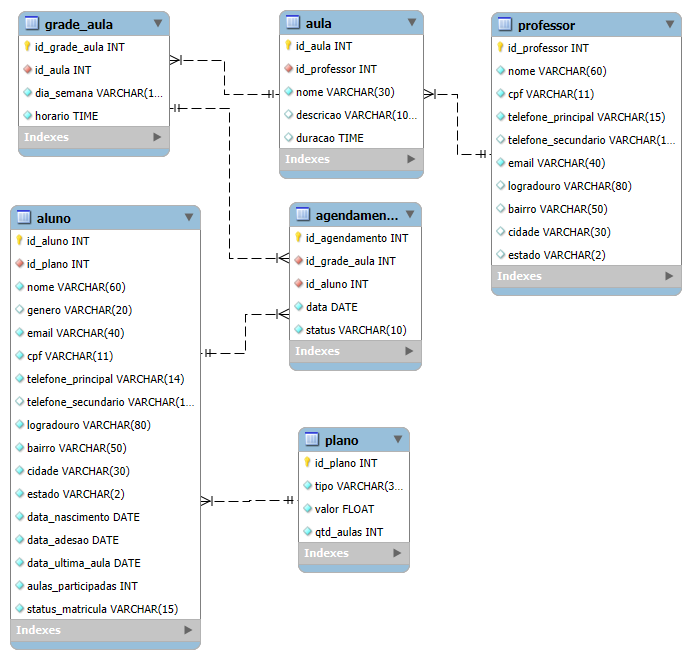 grade_aula
id_grade_aula INT
id_aula INT
dia_semana VARCHAR(1...
horario TIME
Indexes
aula
id_aula INT
id_professor INT
nome VARCHAR(30)
descricao VARCHAR(10...
duracao TIME
Indexes
professor
id_professor INT
nome VARCHAR(60)
cpf VARCHAR(11)
telefone_principal VARCHAR(15)
telefone_secundario VARCHAR(1...
email VARCHAR(40)
logradouro VARCHAR(80)
bairro VARCHAR(50)
cidade VARCHAR(30)
estado VARCHAR(2)
Indexes
aluno
id_aluno INT
id_plano INT
nome VARCHAR(60)
genero VARCHAR(20)
email VARCHAR(40)
cpf VARCHAR(11)
telefone_principal VARCHAR(14)
telefone_secundario VARCHAR(1...
logradouro VARCHAR(80)
bairro VARCHAR(50)
cidade VARCHAR(30)
estado VARCHAR(2)
data_nascimento DATE
data_adesao DATE
data_ultima_aula DATE
aulas_participadas INT
status_matricula VARCHAR(15)
Indexes
agendamen...
id_agendamento INT
id_grade_aula INT
id_aluno INT
data DATE
status VARCHAR(10)
Indexes
plano
id_plano INT
tipo VARCHAR(3...
valor FLOAT
qtd_aulas INT
Indexes